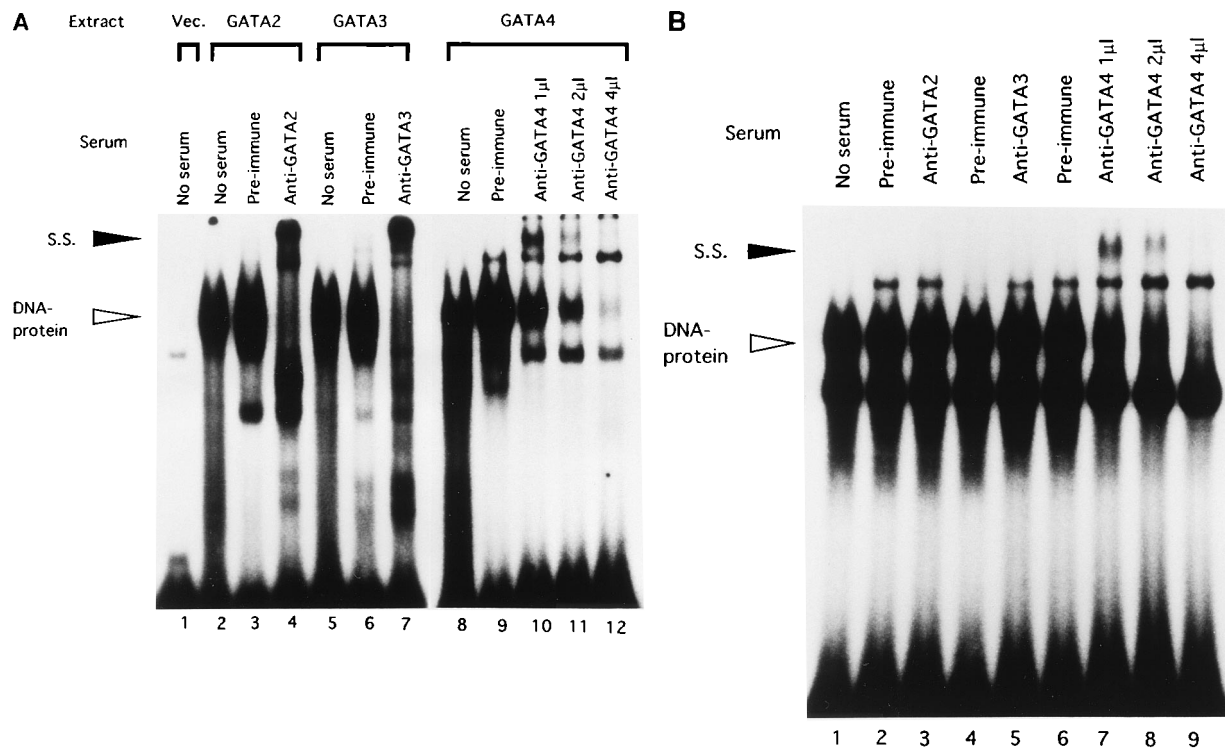 A
Extract
Vec.
GATA2
GATA3
GATA4
Serum
No serum
No serum
Pre-immune
Anti-GATA2
No serum
Pre-immune
Anti-GATA3
No serum
Pre-immune
Anti-GATA4 1µl
Anti-GATA4 2µl
Anti-GATA4 4µl
S.S.
DNA-
protein
1 2 3 4 5 6 7 8 9 10 11 12
B
Serum
No serum
Pre-immune
Anti-GATA2
Pre-immune
Anti-GATA3
Pre-immune
Anti-GATA4 1µl
Anti-GATA4 2µl
Anti-GATA4 4µl
S.S.
DNA-
protein
1 2 3 4 5 6 7 8 9